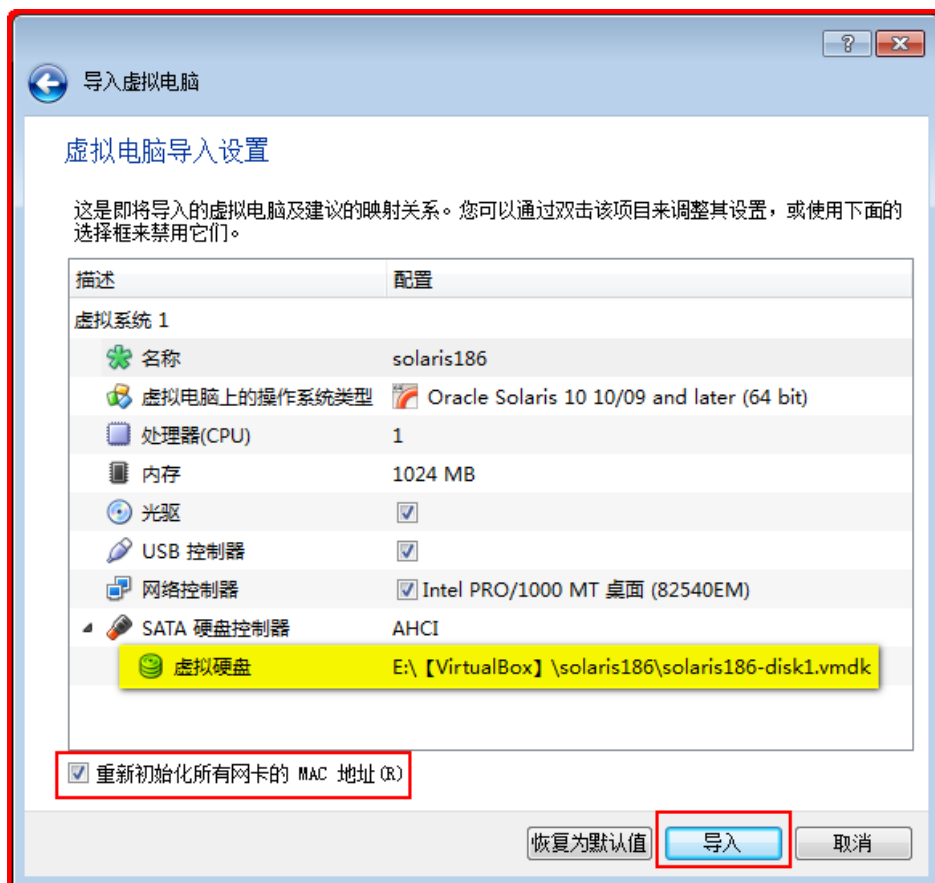 ?
导入虚拟电脑
虚拟电脑导入设置
这是即将导入的虚拟电脑及建议的映射关系。您可以通过双击该项目来调整其设置，或使用下面的
选择框来禁用它们。
描述 配置
虚拟系统 1
名称 solaris186
虚拟电脑上的操作系统类型 Oracle Solaris 10 10/09 and later (64 bit)
处理器(CPU) 1
内存 1024 MB
光驱
USB 控制器
网络控制器 Intel PRO/1000 MT 桌面 (82540EM)
SATA 硬盘控制器 AHCI
虚拟硬盘 E:\【VirtualBox】\solaris186\solaris186-disk1.vmdk
重新初始化所有网卡的 MAC 地址(R)
恢复为默认值 导入 取消